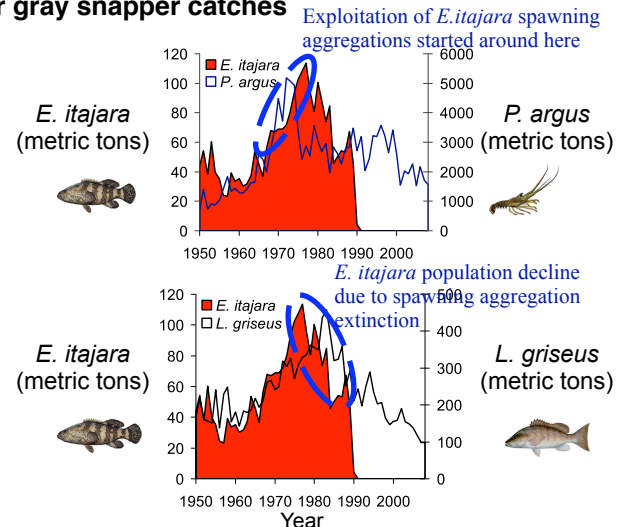 r gray snapper catches
Exploitation of E.itajara spawning
aggregations started around here
120
100
80
60
40
20
0
E. itajara
P. argus
6000
5000
4000
3000
2000
1000
0
1950 1960 1970 1980 1990 2000
E. itajara
(metric tons)
P. argus
(metric tons)
E. itajara population decline
due to spawning aggregation
extinction
120
100
80
60
40
20
0
E. itajara
L. griseus
500
400
300
200
100
0
1950 1960 1970 1980 1990 2000
Year
E. itajara
(metric tons)
L. griseus
(metric tons)